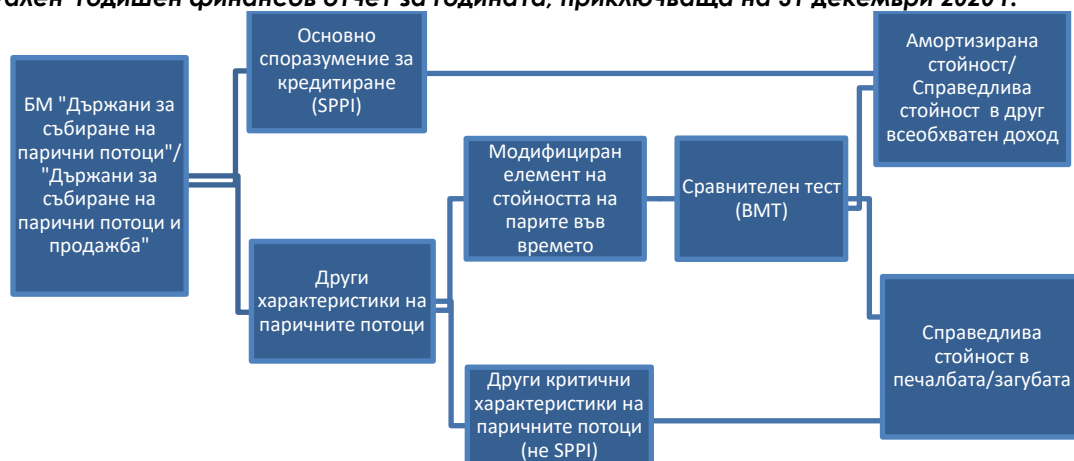 годишен финансов отчет за годината, приключваща на 31 декември 2020 г.
Основно
споразумение за
кредитиране
(SPPI)
Амортизирана
стойност/
Справедлива
стойност в друг
всеобхватен доход
БМ "Държани за
събиране на
парични потоци"/
"Държани за
събиране на
парични потоци и
продажба"
Модифициран
елемент на
стойността на
парите във
времето
Сравнителен тест
(BMT)
Други
характеристики на
паричните потоци
Справедлива
стойност в
печалбата/загубата
Други критични
характеристики на
паричните потоци
(не SPPI)